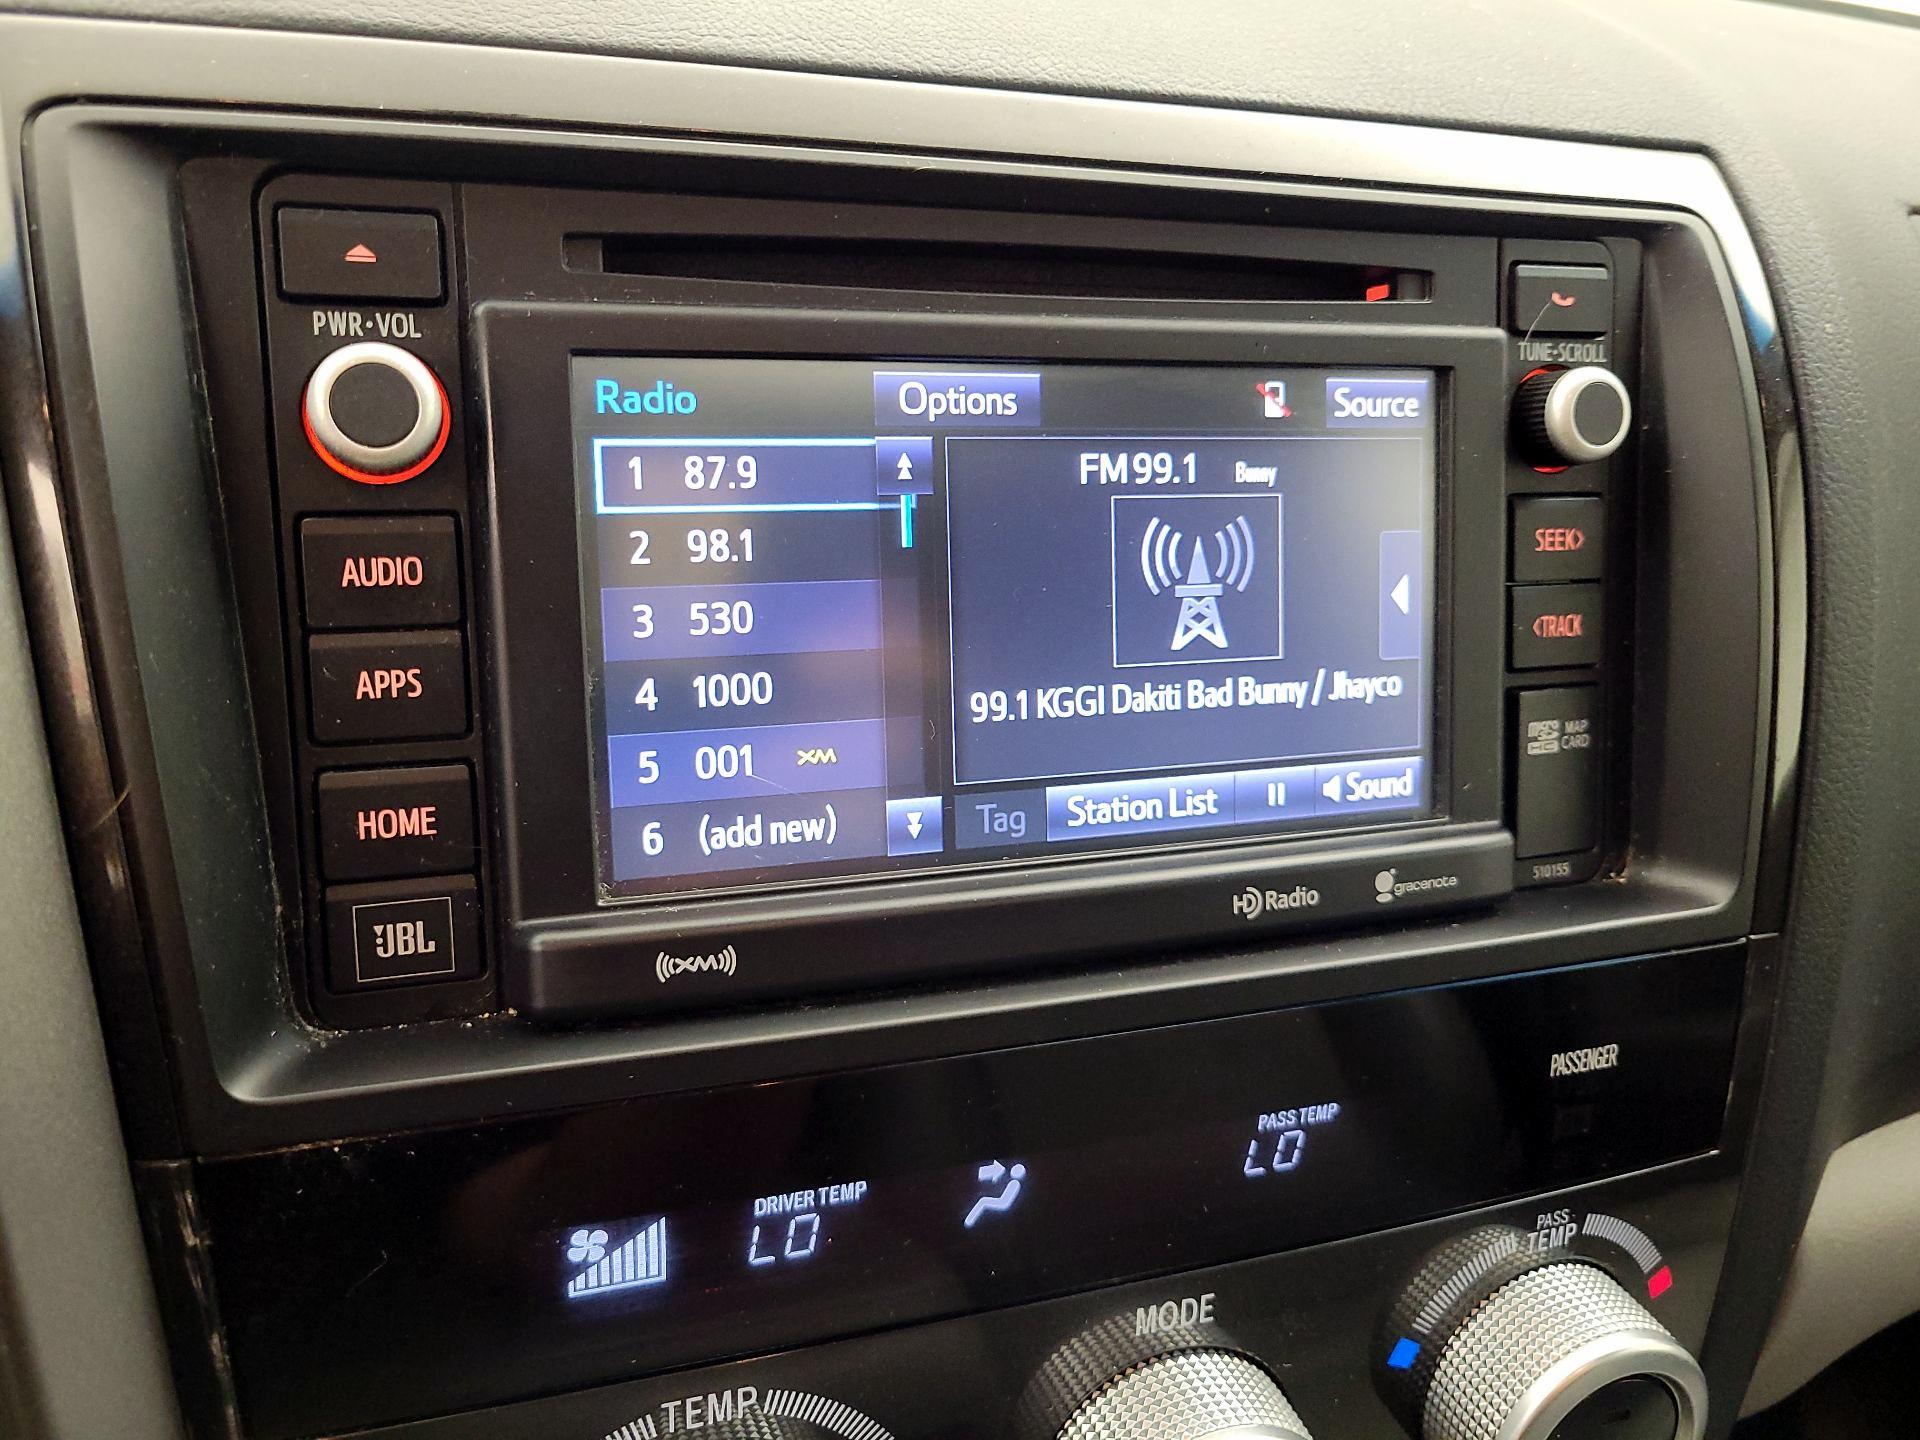 PWR•VOL
AUDIO
APPS
HOME
JBL
Radio
Options
Source
1 87.9
2 98.1
3 530
4 1000
5 001 XM
6 (add new)
FM 99.1 Bunny
99.1 KGGI Dakiti Bad Bunny / Jhayco
Tag
Station List
Sound
TUNE•SCROLL
SEEK>
<TRACK
MAP
CARD
510155
((XM))
HD Radio
gracenote
PASSENGER
DRIVER TEMP
LO
PASS TEMP
LO
TEMP
MODE
PASS
TEMP